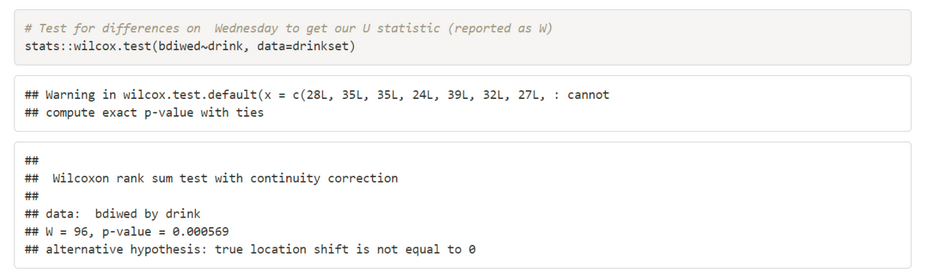 # Test for differences on  Wednesday to get our U statistic (reported as W)
stats::wilcox.test(bdiwed~drink, data=drinkset)
## Warning in wilcox.test.default(x = c(28L, 35L, 35L, 24L, 39L, 32L, 27L, : cannot
## compute exact p-value with ties
##
##  Wilcoxon rank sum test with continuity correction
##
## data:  bdiwed by drink
## W = 96, p-value = 0.000569
## alternative hypothesis: true location shift is not equal to 0